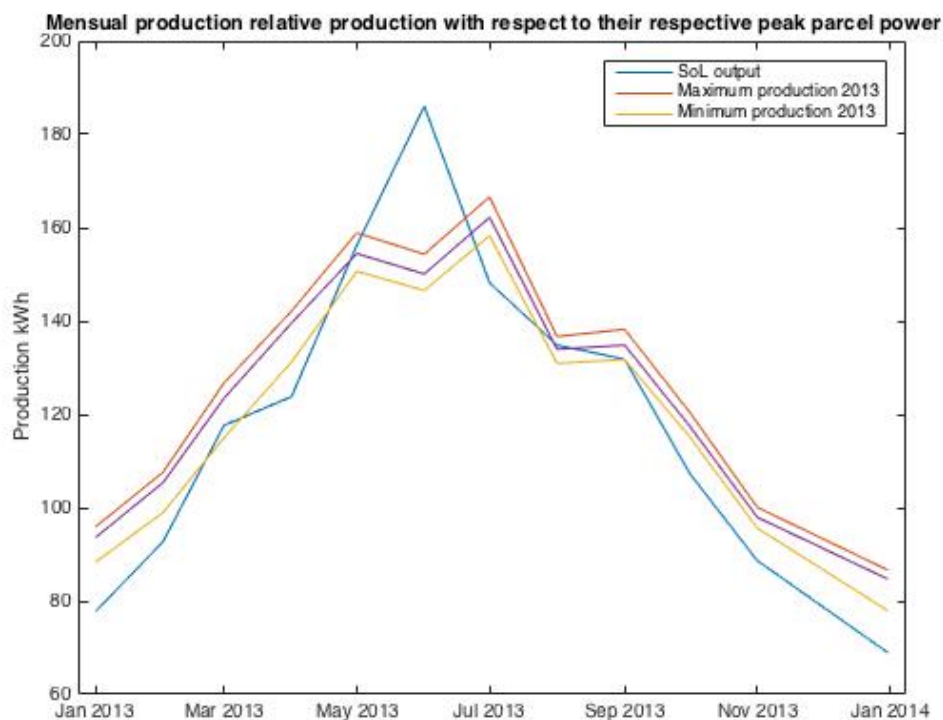 Mensual production relative production with respect to their respective peak parcel power
200
180
160
140
120
100
80
60
Production kWh
SoL output
Maximum production 2013
Minimum production 2013
Jan 2013 Mar 2013 May 2013 Jul 2013 Sep 2013 Nov 2013 Jan 2014